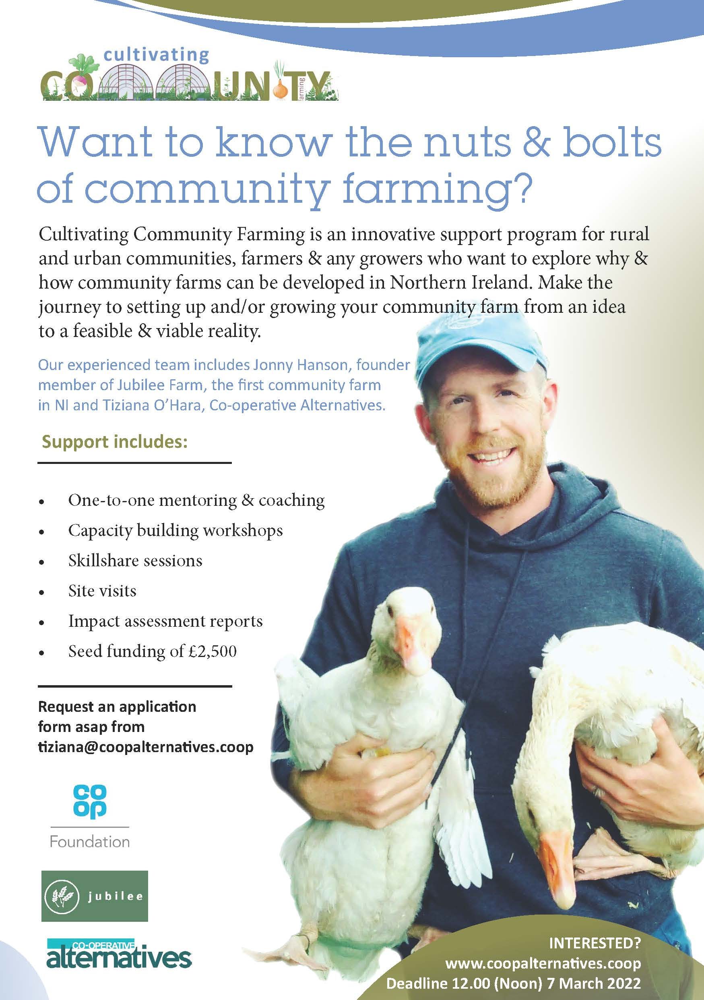 cultivating
COMMUNITY
farming
Want to know the nuts & bolts
of community farming?
Cultivating Community Farming is an innovative support program for rural
and urban communities, farmers & any growers who want to explore why &
how community farms can be developed in Northern Ireland. Make the
journey to setting up and/or growing your community farm from an idea
to a feasible & viable reality.
Our experienced team includes Jonny Hanson, founder
member of Jubilee Farm, the first community farm
in NI and Tiziana O’Hara, Co-operative Alternatives.
Support includes:
• One-to-one mentoring & coaching
• Capacity building workshops
• Skillshare sessions
• Site visits
• Impact assessment reports
• Seed funding of £2,500
Request an application
form asap from
tiziana@coopalternatives.coop
co
op
Foundation
jubilee
CO-OPERATIVE
alternatives
INTERESTED?
www.coopalternatives.coop
Deadline 12.00 (Noon) 7 March 2022